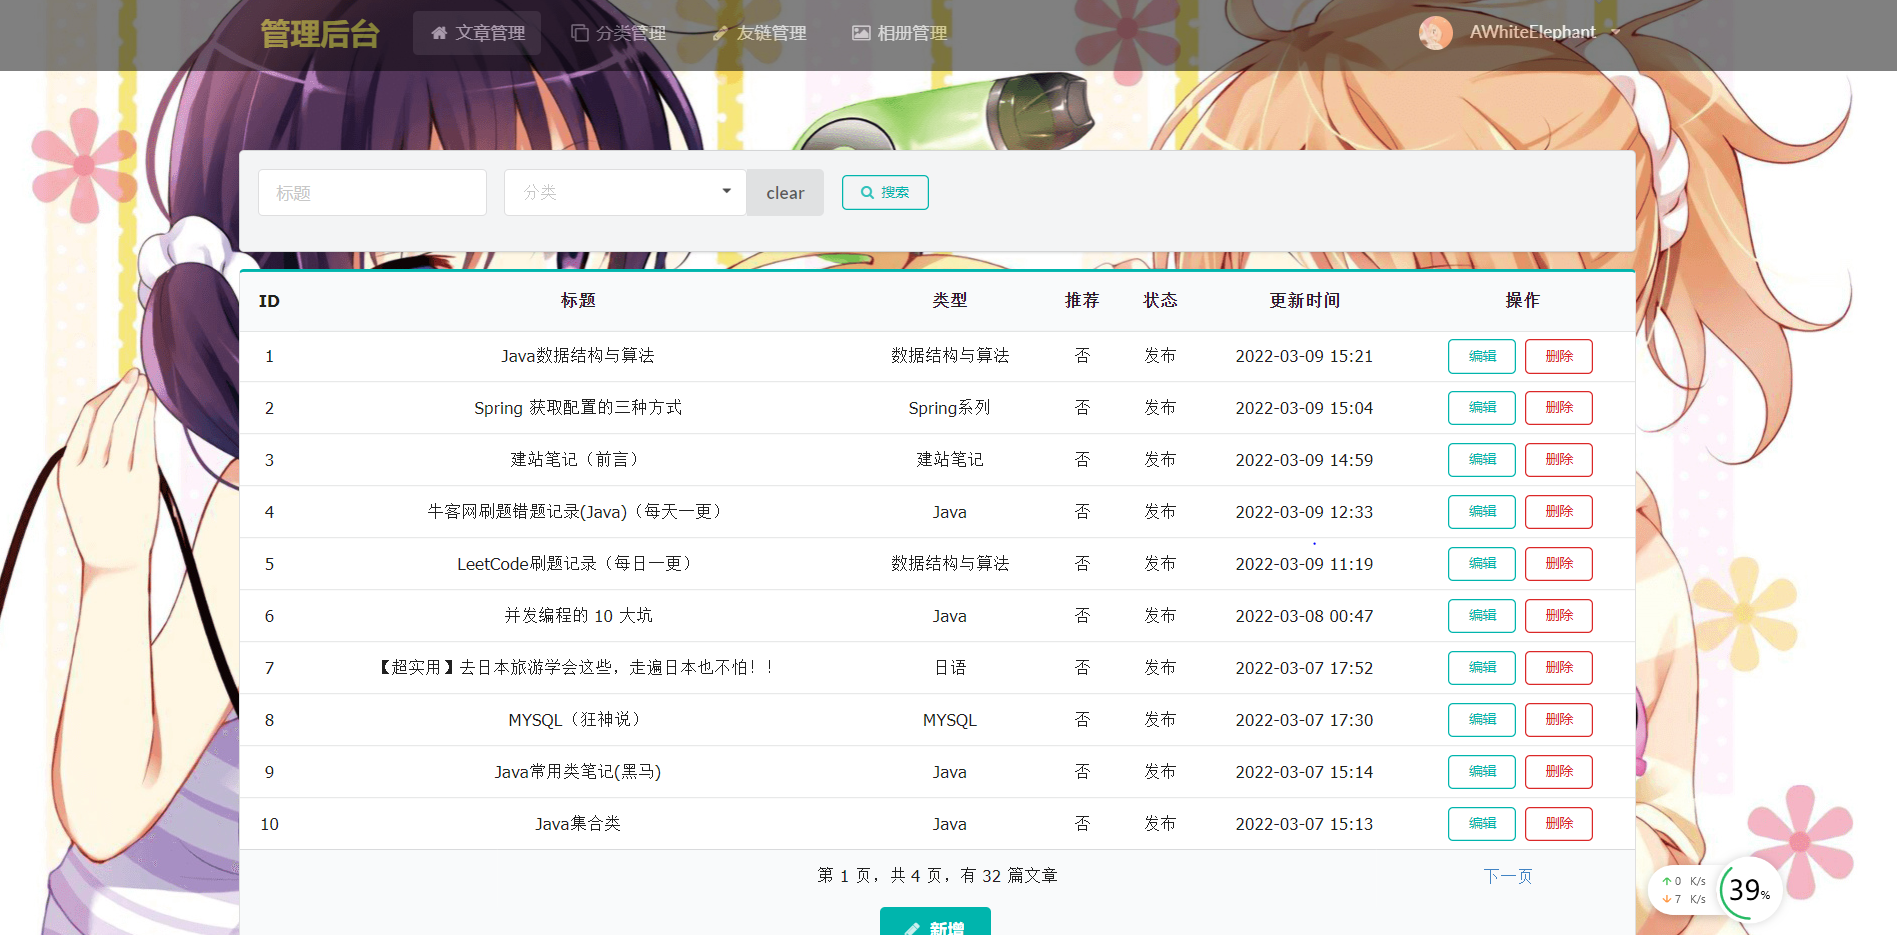 管理后台 文章管理 分类管理 友链管理 相册管理 AWhiteElephant
标题 分类 clear 搜索
ID 标题 类型 推荐 状态 更新时间 操作
1 Java数据结构与算法 数据结构与算法 否 发布 2022-03-09 15:21 编辑 删除
2 Spring 获取配置的三种方式 Spring系列 否 发布 2022-03-09 15:04 编辑 删除
3 建站笔记（前言） 建站笔记 否 发布 2022-03-09 14:59 编辑 删除
4 牛客网刷题错题记录(Java)（每天一更） Java 否 发布 2022-03-09 12:33 编辑 删除
5 LeetCode刷题记录（每日一更） 数据结构与算法 否 发布 2022-03-09 11:19 编辑 删除
6 并发编程的 10 大坑 Java 否 发布 2022-03-08 00:47 编辑 删除
7 【超实用】去日本旅游学会这些，走遍日本也不怕！！ 日语 否 发布 2022-03-07 17:52 编辑 删除
8 MYSQL（狂神说） MYSQL 否 发布 2022-03-07 17:30 编辑 删除
9 Java常用类笔记(黑马) Java 否 发布 2022-03-07 15:14 编辑 删除
10 Java集合类 Java 否 发布 2022-03-07 15:13 编辑 删除
第 1 页，共 4 页，有 32 篇文章 下一页
0 K/s
7 K/s
39%
新增